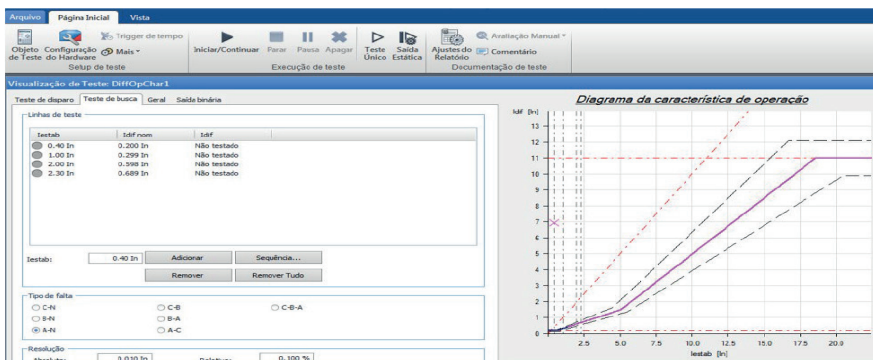 Arquivo Página Inicial Vista
Trigger de tempo
Mais
Objeto de Teste
Configuração do Hardware
Setup de teste
Iniciar/Continuar Parar Pausa Apagar
Execução de teste
Teste Único
Saída Estática
Ajustes do Relatório
Avaliação Manual
Comentário
Documentação de teste
Visualização de Teste: DiffOpChar1
Teste de disparo Teste de busca Geral Saída binária
Linhas de teste
Iestab Idif nom Idif
0.40 In 0.200 In Não testado
1.00 In 0.299 In Não testado
2.00 In 0.598 In Não testado
2.30 In 0.689 In Não testado
Iestab: 0.40 In Adicionar Sequência...
Remover Remover Tudo
Tipo de falta
C-N C-B C-B-A
B-N B-A
A-N A-C
Resolução
Absoluto: 0.010 In Relativo: 0.100 %
Diagrama da característica de operação
Idif [In]
13
12
11
10
9
8
7
6
5
4
3
2
1
0
2.5 5.0 7.5 10.0 12.5 15.0 17.5 20.0
Iestab [In]